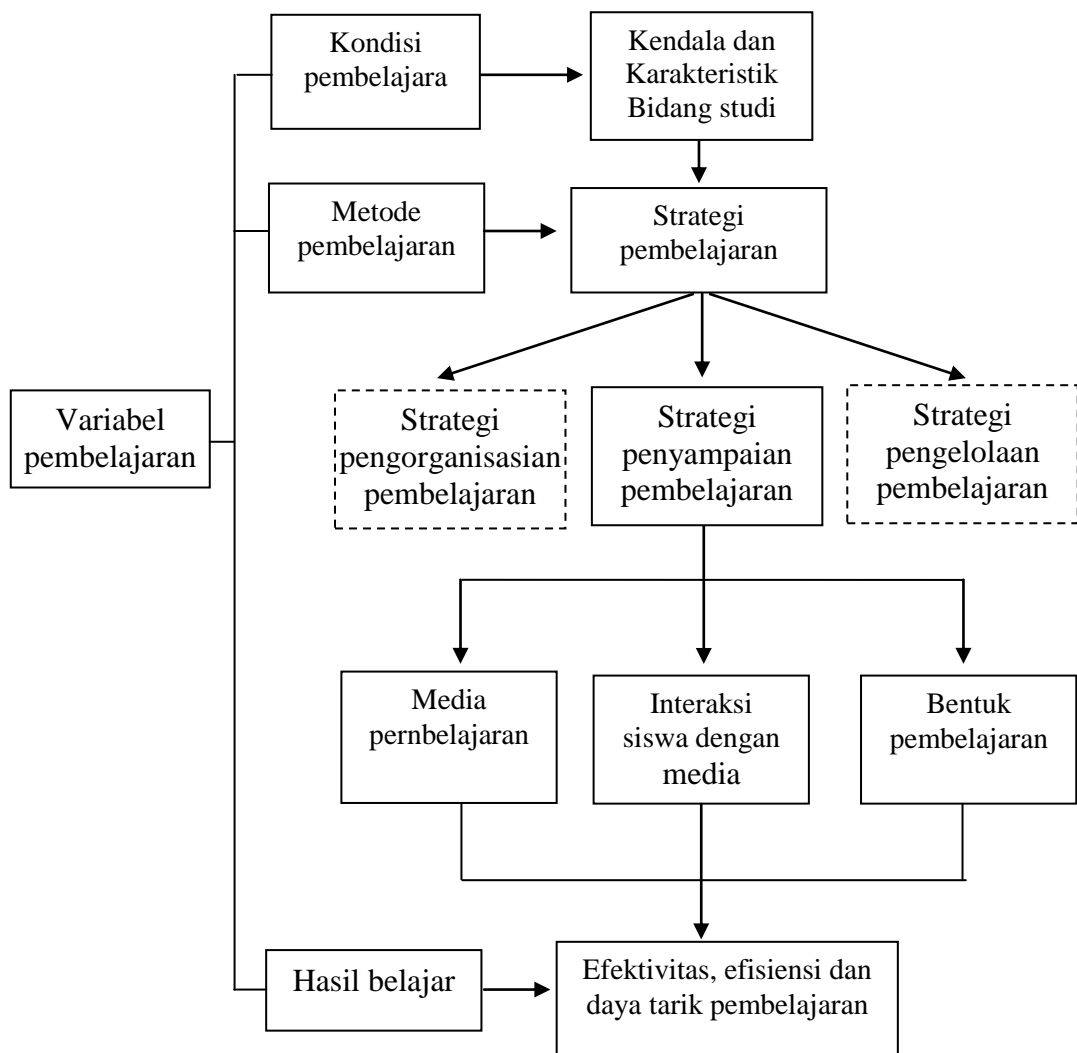 Kondisi
pembelajara
Kendala dan
Karakteristik
Bidang studi
Metode
pembelajaran
Strategi
pembelajaran
Variabel
pembelajaran
Strategi
pengorganisasian
pembelajaran
Strategi
penyampaian
pembelajaran
Strategi
pengelolaan
pembelajaran
Media
pernbelajaran
Interaksi
siswa dengan
media
Bentuk
pembelajaran
Hasil belajar
Efektivitas, efisiensi dan
daya tarik pembelajaran